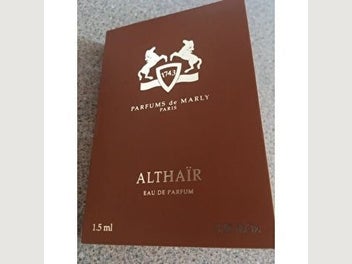 1743
PARFUMS de MARLY
PARIS
ALTHAÏR
EAU DE PARFUM
1.5 ml